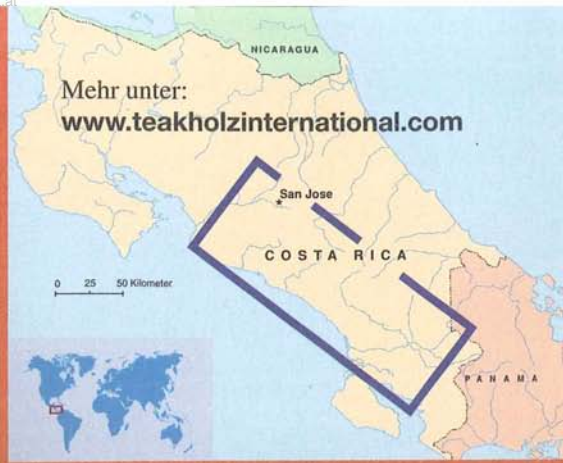 NICARAGUA
Mehr unter:
www.teakholzinternational.com
San Jose
COSTA RICA
0 25 50 Kilometer
PANAMA